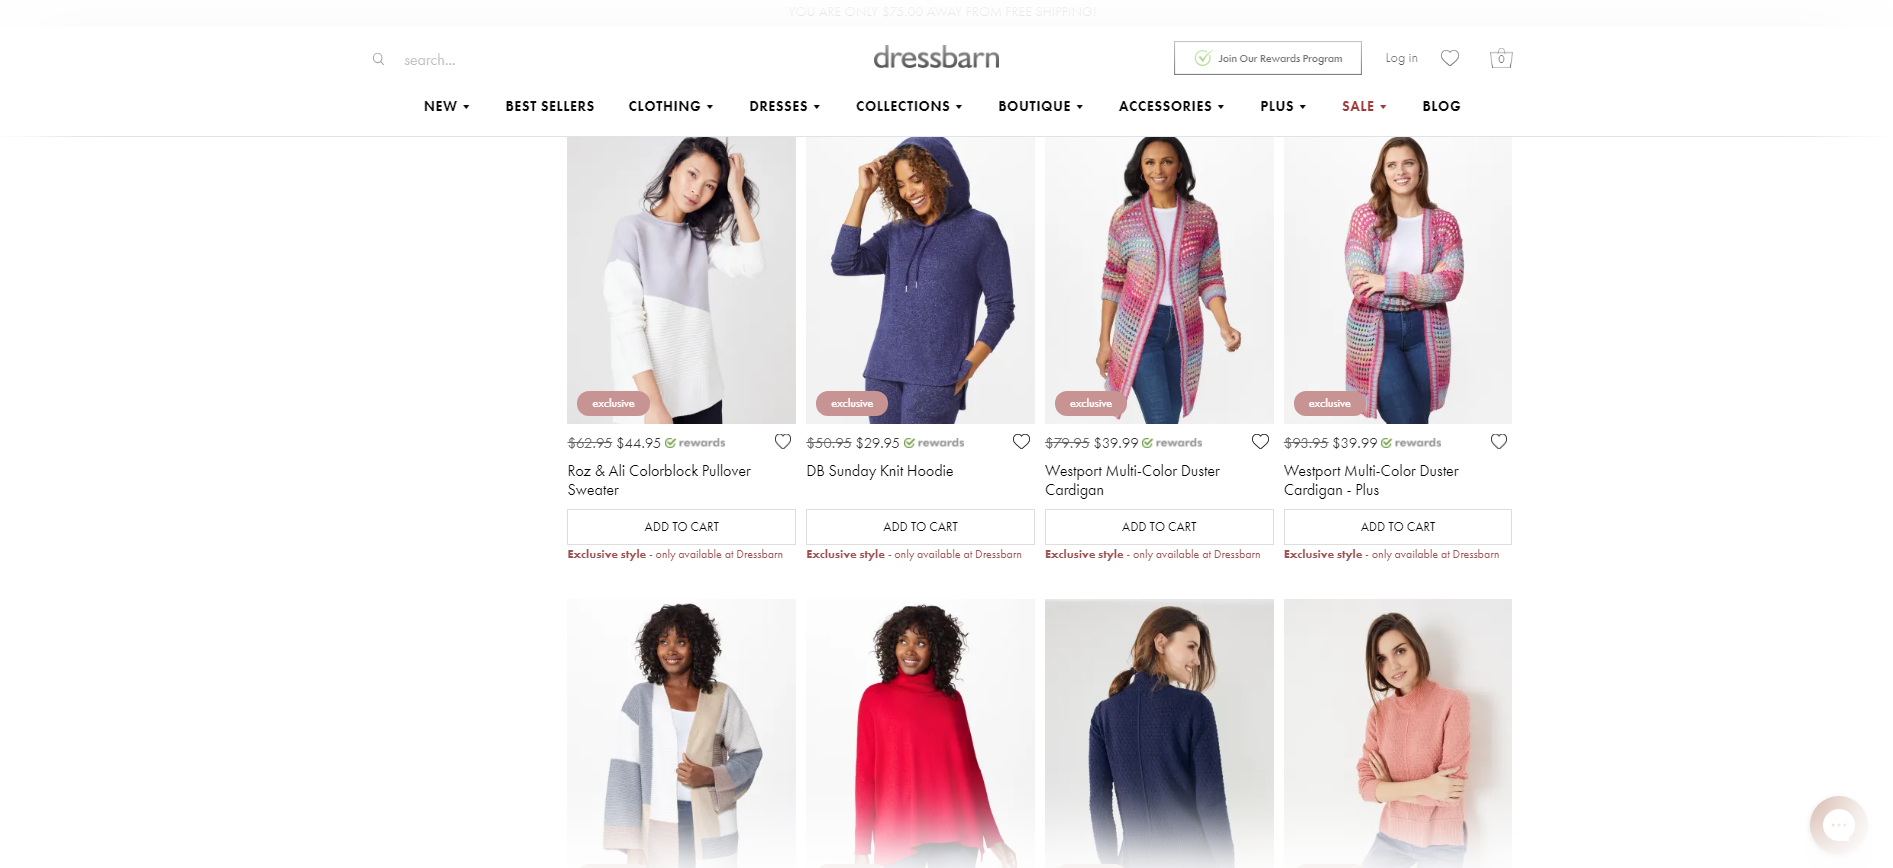 YOU ARE ONLY $75.00 AWAY FROM FREE SHIPPING!
search...
dressbarn
Join Our Rewards Program
Log in
0
NEW
BEST SELLERS
CLOTHING
DRESSES
COLLECTIONS
BOUTIQUE
ACCESSORIES
PLUS
SALE
BLOG
exclusive
exclusive
exclusive
exclusive
$62.95 $44.95 rewards
$50.95 $29.95 rewards
$79.95 $39.99 rewards
$93.95 $39.99 rewards
Roz & Ali Colorblock Pullover
Sweater
DB Sunday Knit Hoodie
Westport Multi-Color Duster
Cardigan
Westport Multi-Color Duster
Cardigan - Plus
ADD TO CART
ADD TO CART
ADD TO CART
ADD TO CART
Exclusive style - only available at Dressbarn
Exclusive style - only available at Dressbarn
Exclusive style - only available at Dressbarn
Exclusive style - only available at Dressbarn